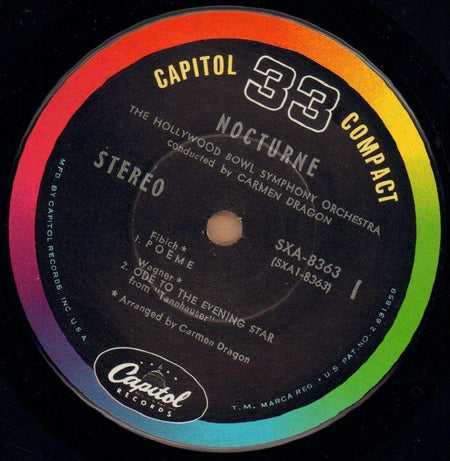 CAPITOL 33 COMPACT
NOCTURNE
THE HOLLYWOOD BOWL SYMPHONY ORCHESTRA
conducted by CARMEN DRAGON
STEREO
SXA-8363
(SXA1-8363)
1
Fibich*
1. POEME
Wagner*
2. ODE TO THE EVENING STAR
from "Tannhauser"
* Arranged by Carmen Dragon
Capitol
RECORDS
MFD. BY CAPITOL RECORDS INC. U.S.A.
T.M. MARCA REG. • U.S. PAT. NO. 2,631,859